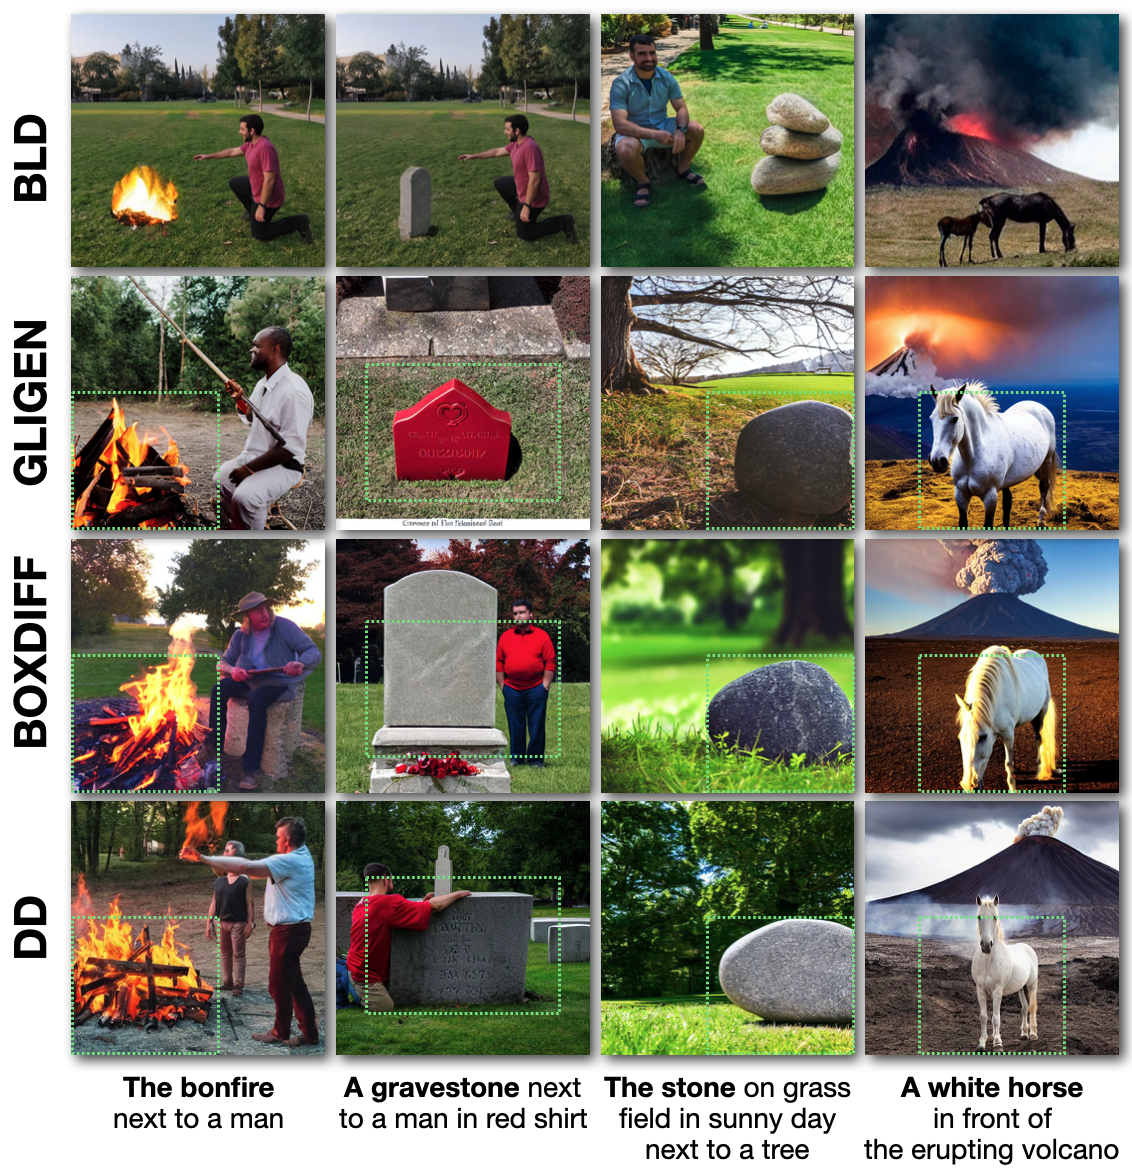 BLD
GLIGEN
BOXDIFF
DD
The bonfire
next to a man
A gravestone next
to a man in red shirt
The stone on grass
field in sunny day
next to a tree
A white horse
in front of
the erupting volcano